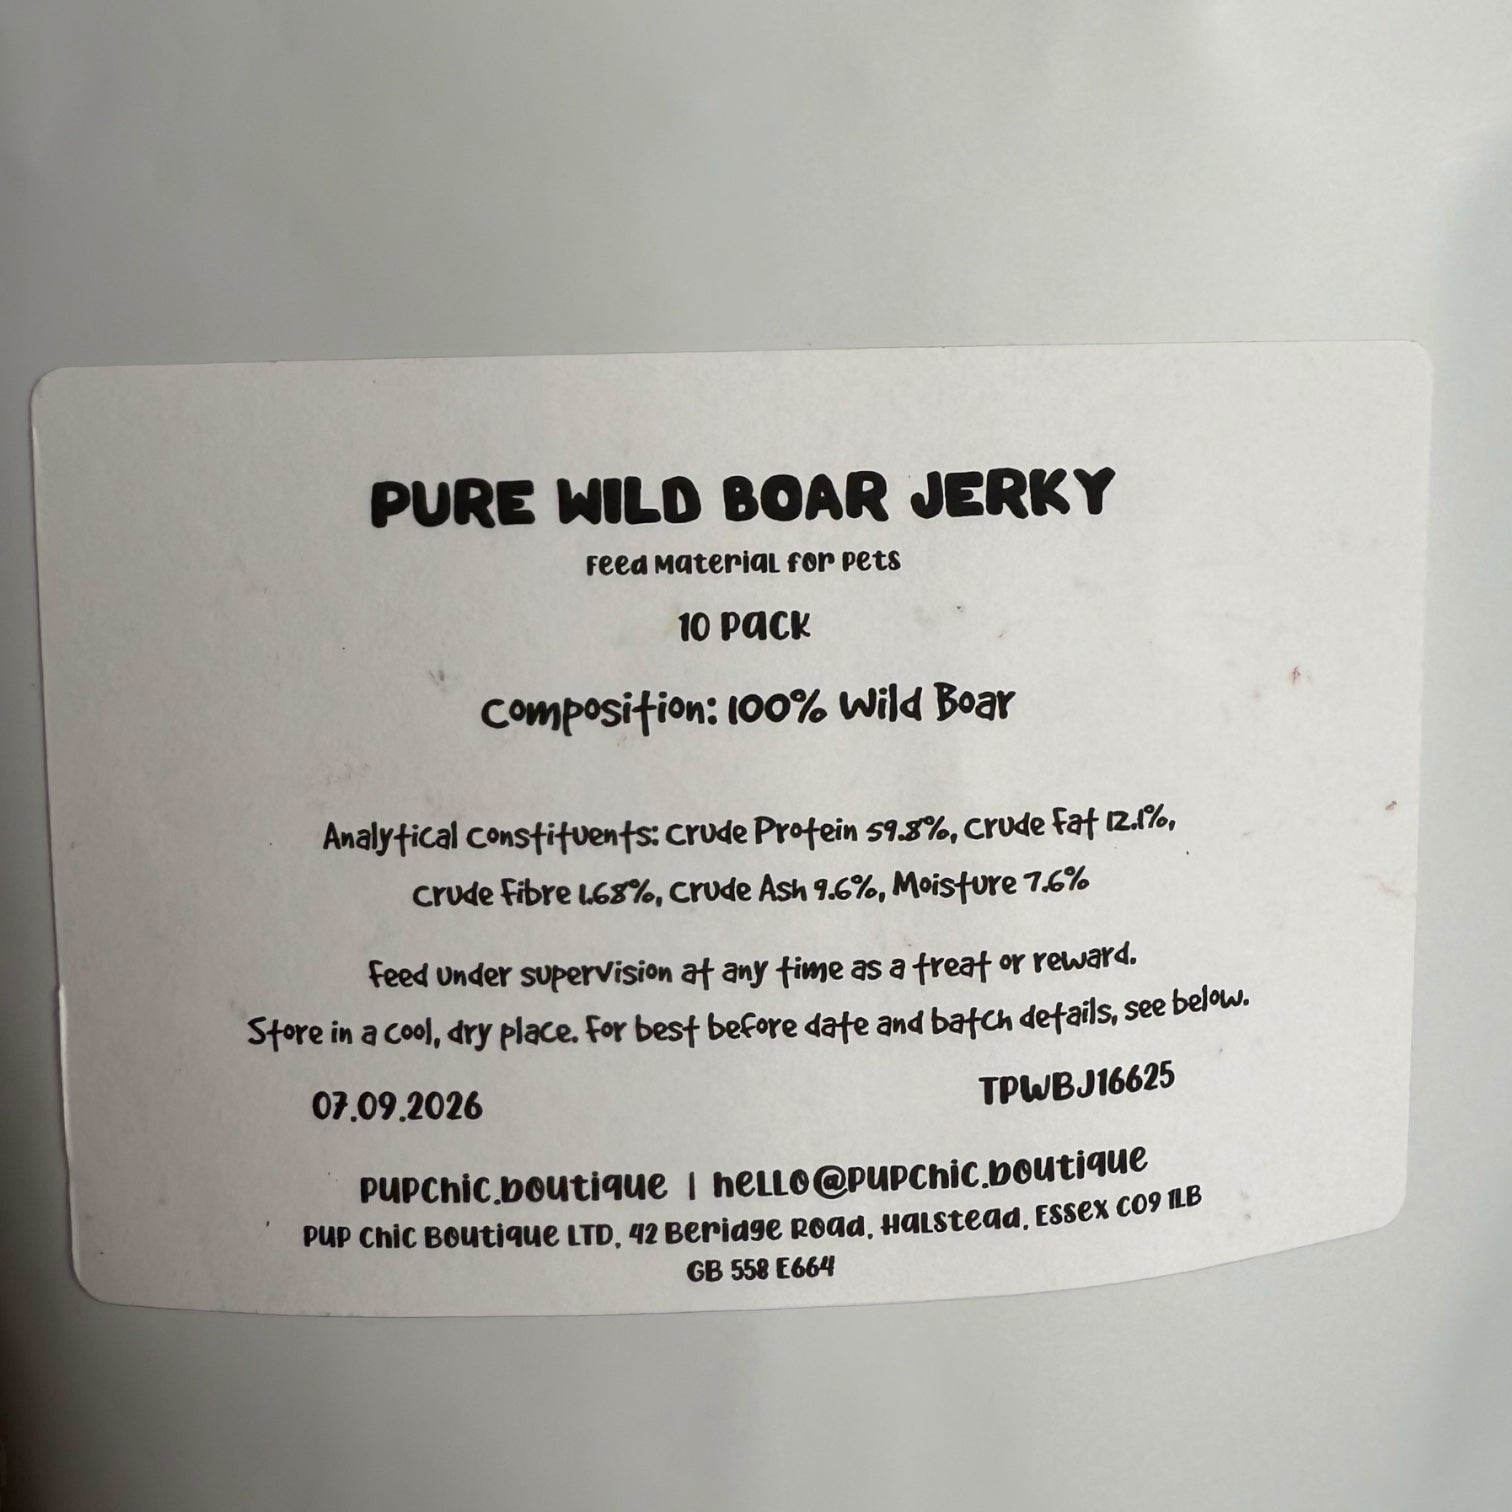 PURE WILD BOAR JERKY
Feed Material for Pets
10 Pack
Composition: 100% Wild Boar
Analytical Constituents: Crude Protein 59.8%, Crude Fat 12.1%,
Crude Fibre 1.68%, Crude Ash 9.6%, Moisture 7.6%
Feed under supervision at any time as a treat or reward.
Store in a cool, dry place. For best before date and batch details, see below.
07.09.2026
TPWBJ16625
pupchic.boutique | hello@pupchic.boutique
Pup Chic Boutique LTD, 42 Beridge Road, Halstead, Essex CO9 1LB
GB 558 E664